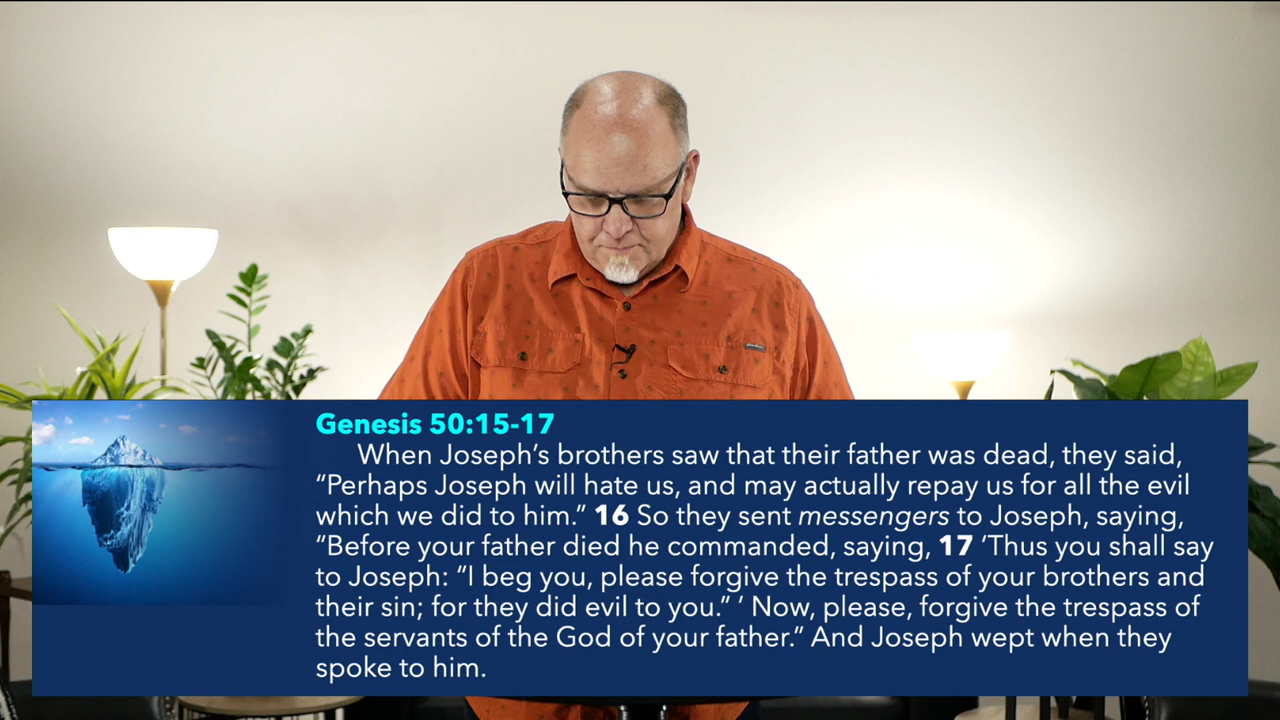 Genesis 50:15-17
When Joseph’s brothers saw that their father was dead, they said,
“Perhaps Joseph will hate us, and may actually repay us for all the evil
which we did to him.” 16 So they sent messengers to Joseph, saying,
“Before your father died he commanded, saying, 17 ‘Thus you shall say
to Joseph: “I beg you, please forgive the trespass of your brothers and
their sin; for they did evil to you.” ’ Now, please, forgive the trespass of
the servants of the God of your father.” And Joseph wept when they
spoke to him.